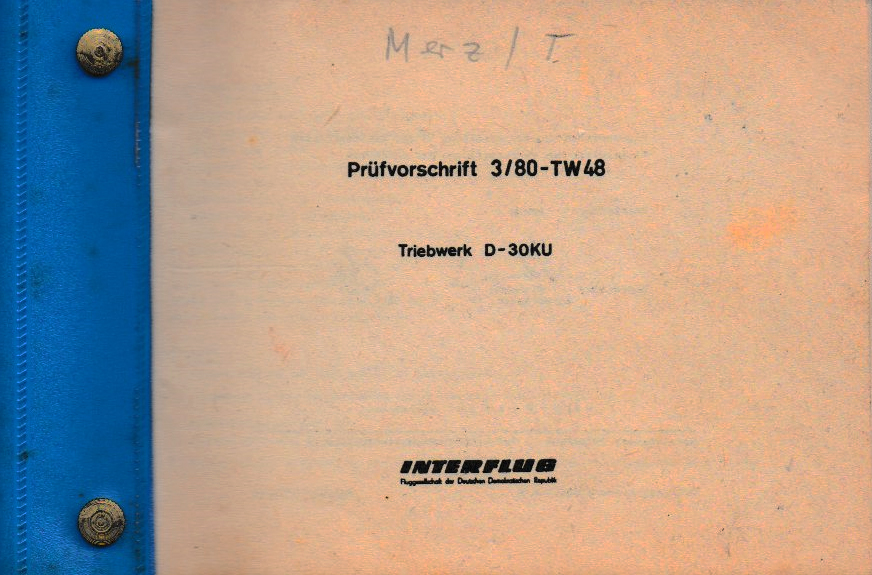 Merz / T
Prüfvorschrift 3/80-TW48
Triebwerk D-30KU
INTERFLUG
Fluggesellschaft der Deutschen Demokratischen Republik